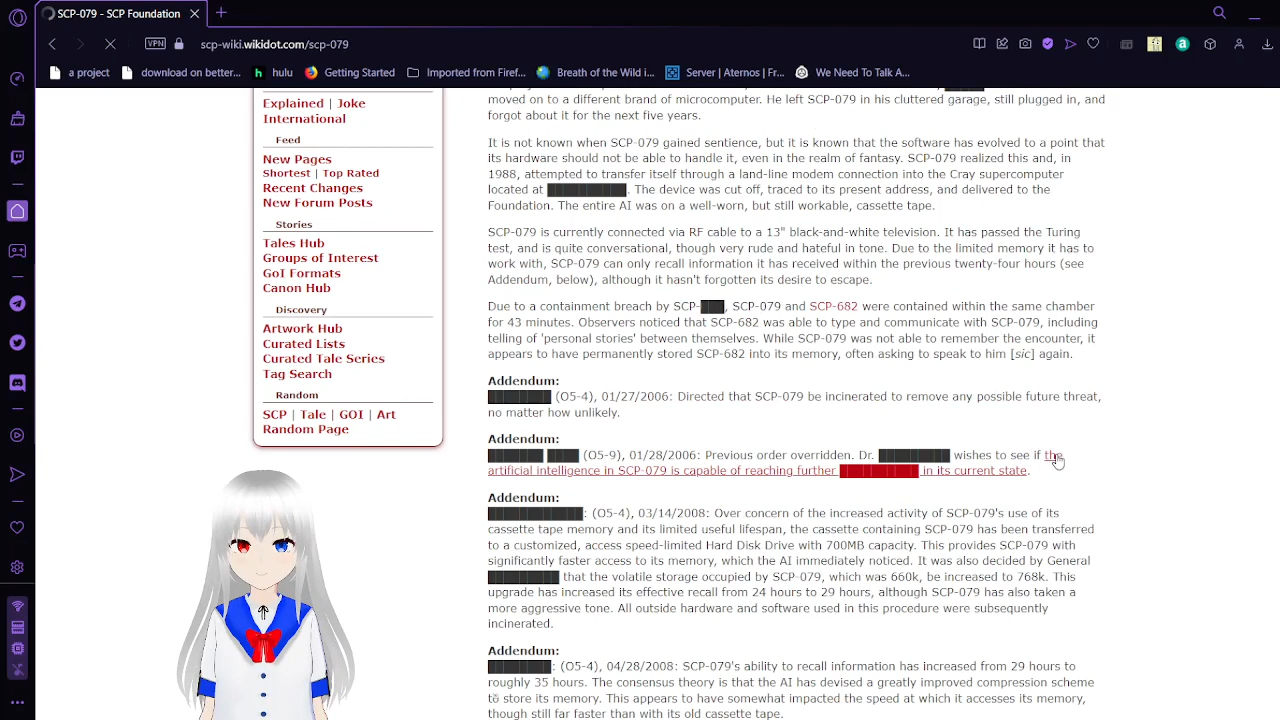 SCP-079 - SCP Foundation
VPN
scp-wiki.wikidot.com/scp-079
a project
download on better...
hulu
Getting Started
Imported from Firef...
Breath of the Wild i...
Server | Aternos | Fr...
We Need To Talk A...
Explained | Joke
International
Feed
New Pages
Shortest | Top Rated
Recent Changes
New Forum Posts
Stories
Tales Hub
Groups of Interest
GoI Formats
Canon Hub
Discovery
Artwork Hub
Curated Lists
Curated Tale Series
Tag Search
Random
SCP | Tale | GOI | Art
Random Page
moved on to a different brand of microcomputer. He left SCP-079 in his cluttered garage, still plugged in, and
forgot about it for the next five years.
It is not known when SCP-079 gained sentience, but it is known that the software has evolved to a point that
its hardware should not be able to handle it, even in the realm of fantasy. SCP-079 realized this and, in
1988, attempted to transfer itself through a land-line modem connection into the Cray supercomputer
located at ██████████. The device was cut off, traced to its present address, and delivered to the
Foundation. The entire AI was on a well-worn, but still workable, cassette tape.
SCP-079 is currently connected via RF cable to a 13" black-and-white television. It has passed the Turing
test, and is quite conversational, though very rude and hateful in tone. Due to the limited memory it has to
work with, SCP-079 can only recall information it has received within the previous twenty-four hours (see
Addendum, below), although it hasn't forgotten its desire to escape.
Due to a containment breach by SCP-███, SCP-079 and SCP-682 were contained within the same chamber
for 43 minutes. Observers noticed that SCP-682 was able to type and communicate with SCP-079, including
telling of 'personal stories' between themselves. While SCP-079 was not able to remember the encounter, it
appears to have permanently stored SCP-682 into its memory, often asking to speak to him [sic] again.
Addendum:
████████ (O5-4), 01/27/2006: Directed that SCP-079 be incinerated to remove any possible future threat,
no matter how unlikely.
Addendum:
███████ ████ (O5-9), 01/28/2006: Previous order overridden. Dr. █████████ wishes to see if the
artificial intelligence in SCP-079 is capable of reaching further ██████████ in its current state.
Addendum:
████████████: (O5-4), 03/14/2008: Over concern of the increased activity of SCP-079's use of its
cassette tape memory and its limited useful lifespan, the cassette containing SCP-079 has been transferred
to a customized, access speed-limited Hard Disk Drive with 700MB capacity. This provides SCP-079 with
significantly faster access to its memory, which the AI immediately noticed. It was also decided by General
█████████ that the volatile storage occupied by SCP-079, which was 660k, be increased to 768k. This
upgrade has increased its effective recall from 24 hours to 29 hours, although SCP-079 has also taken a
more aggressive tone. All outside hardware and software used in this procedure were subsequently
incinerated.
Addendum:
████████: (O5-4), 04/28/2008: SCP-079's ability to recall information has increased from 29 hours to
roughly 35 hours. The consensus theory is that the AI has devised a greatly improved compression scheme
to store its memory. This appears to have somewhat impacted the speed at which it accesses its memory,
though still far faster than with its old cassette tape.